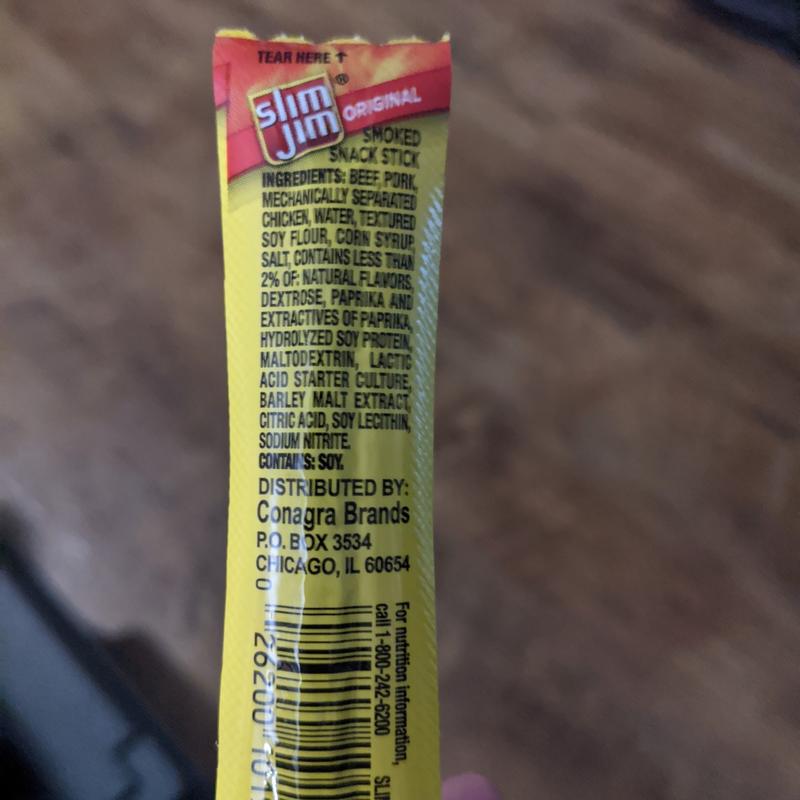 TEAR HERE ↑
slim
jim®
ORIGINAL
SMOKED
SNACK STICK
INGREDIENTS: BEEF, PORK,
MECHANICALLY SEPARATED
CHICKEN, WATER, TEXTURED
SOY FLOUR, CORN SYRUP,
SALT, CONTAINS LESS THAN
2% OF: NATURAL FLAVORS,
DEXTROSE, PAPRIKA AND
EXTRACTIVES OF PAPRIKA,
HYDROLYZED SOY PROTEIN,
MALTODEXTRIN, LACTIC
ACID STARTER CULTURE,
BARLEY MALT EXTRACT,
CITRIC ACID, SOY LECITHIN,
SODIUM NITRITE.
CONTAINS: SOY.
DISTRIBUTED BY:
Conagra Brands
P.O. BOX 3534
CHICAGO, IL 60654
For nutrition information,
call 1-800-242-6200
0 26200